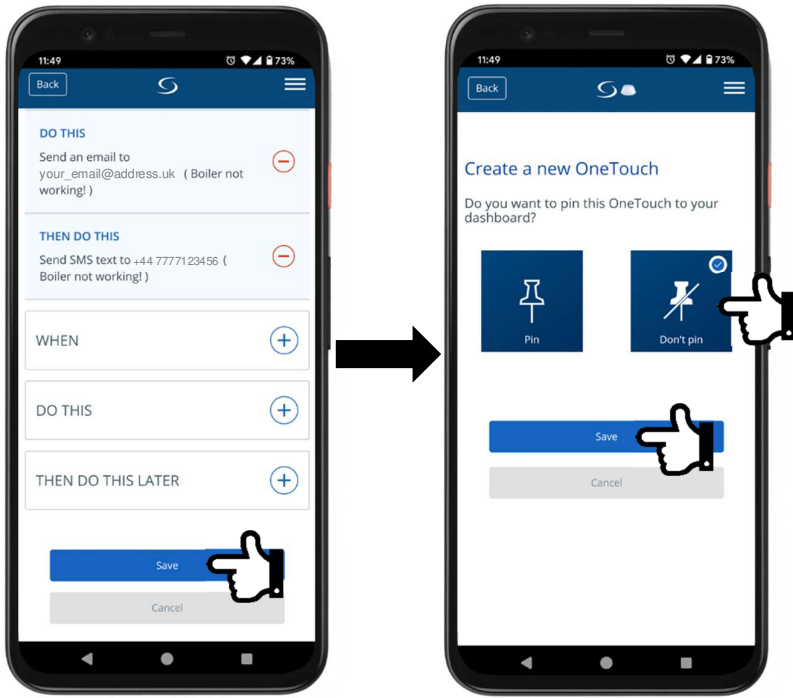 11:49
73%
Back
DO THIS
Send an email to
your_email@address.uk ( Boiler not
working! )
THEN DO THIS
Send SMS text to +44 7777123456 (
Boiler not working! )
WHEN
DO THIS
THEN DO THIS LATER
Save
Cancel
11:49
73%
Back
Create a new OneTouch
Do you want to pin this OneTouch to your
dashboard?
Pin
Don't pin
Save
Cancel